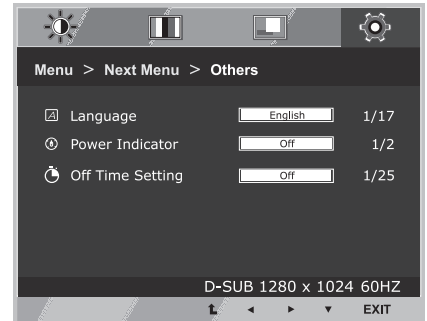 Menu > Next Menu > Others
Language English 1/17
Power Indicator Off 1/2
Off Time Setting Off 1/25
D-SUB 1280 x 1024 60HZ
EXIT